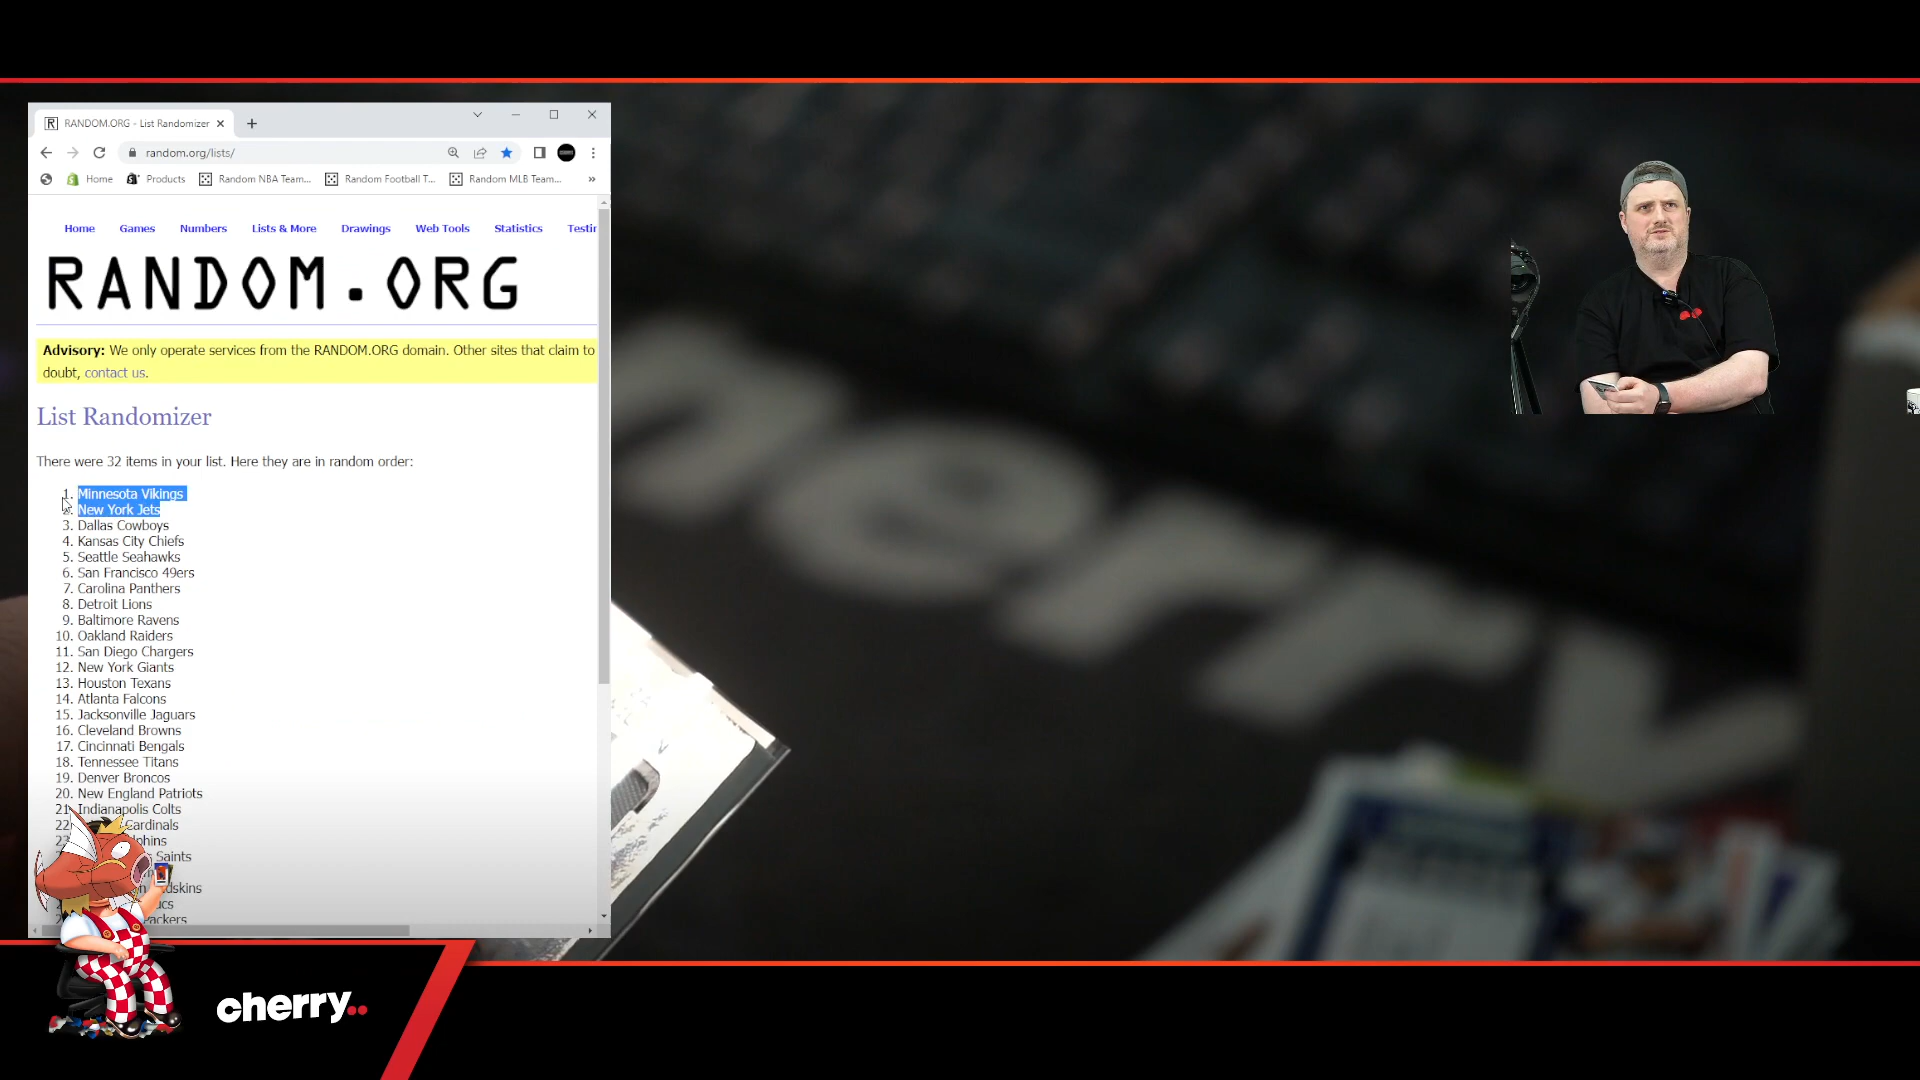 RANDOM.ORG - List Randomizer
random.org/lists/
Home Products Random NBA Team... Random Football T... Random MLB Team... »
Home Games Numbers Lists & More Drawings Web Tools Statistics Testin
RANDOM.ORG
Advisory: We only operate services from the RANDOM.ORG domain. Other sites that claim to
doubt, contact us.
List Randomizer
There were 32 items in your list. Here they are in random order:
1. Minnesota Vikings
2. New York Jets
3. Dallas Cowboys
4. Kansas City Chiefs
5. Seattle Seahawks
6. San Francisco 49ers
7. Carolina Panthers
8. Detroit Lions
9. Baltimore Ravens
10. Oakland Raiders
11. San Diego Chargers
12. New York Giants
13. Houston Texans
14. Atlanta Falcons
15. Jacksonville Jaguars
16. Cleveland Browns
17. Cincinnati Bengals
18. Tennessee Titans
19. Denver Broncos
20. New England Patriots
21. Indianapolis Colts
22. Cardinals
Saints
cherry..